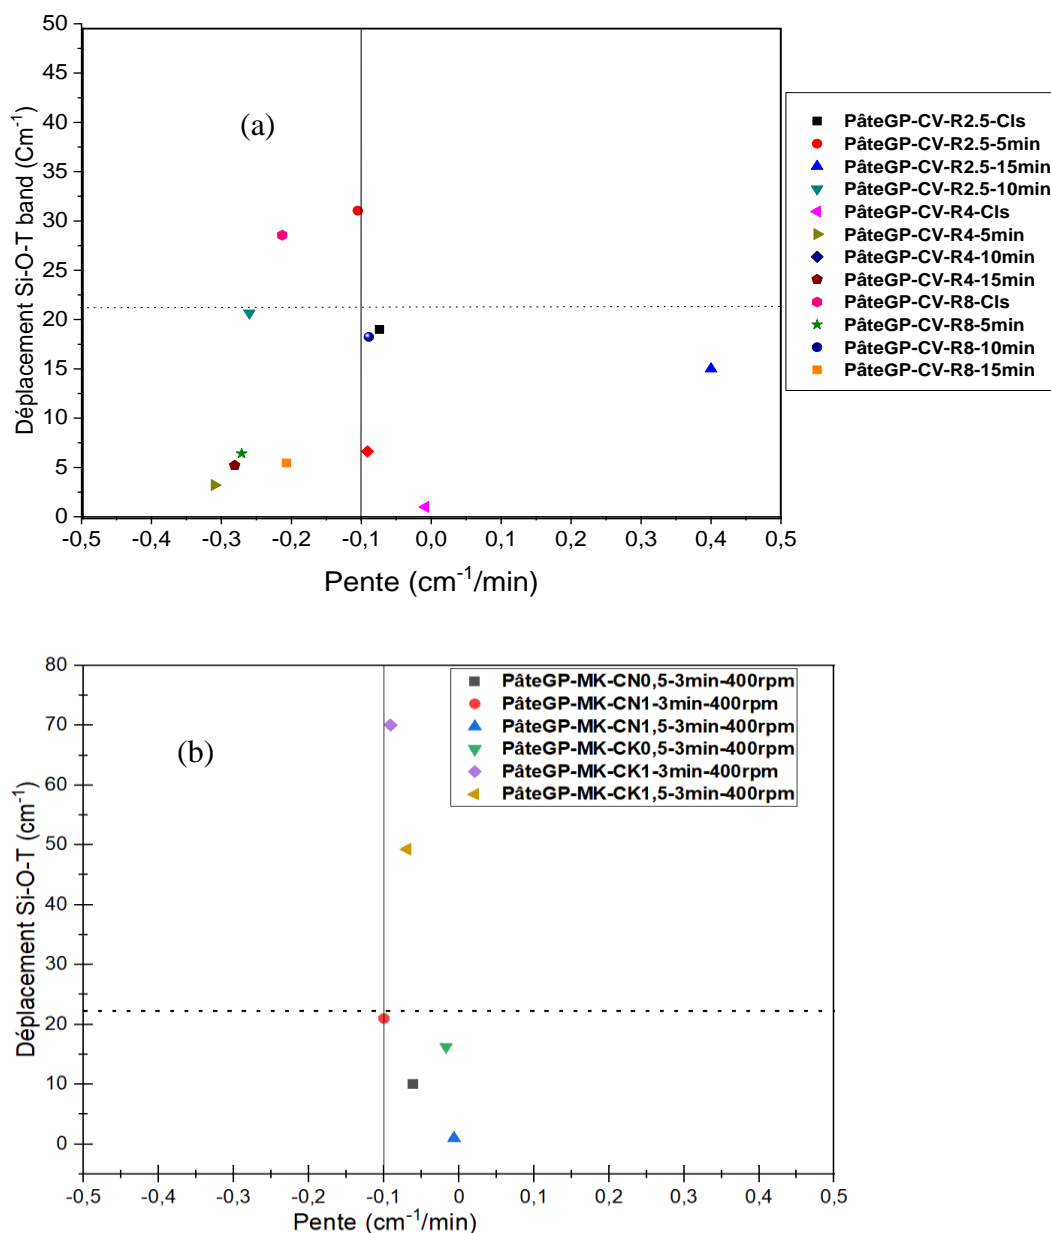 50
45
40
35
30
25
20
15
10
5
0
Déplacement Si-O-T band (Cm-1)
(a)
-0,5 -0,4 -0,3 -0,2 -0,1 0,0 0,1 0,2 0,3 0,4 0,5
Pente (cm-1/min)
PâteGP-CV-R2.5-Cls
PâteGP-CV-R2.5-5min
PâteGP-CV-R2.5-15min
PâteGP-CV-R2.5-10min
PâteGP-CV-R4-Cls
PâteGP-CV-R4-5min
PâteGP-CV-R4-10min
PâteGP-CV-R4-15min
PâteGP-CV-R8-Cls
PâteGP-CV-R8-5min
PâteGP-CV-R8-10min
PâteGP-CV-R8-15min
80
70
60
50
40
30
20
10
0
Déplacement Si-O-T (cm-1)
(b)
PâteGP-MK-CN0,5-3min-400rpm
PâteGP-MK-CN1-3min-400rpm
PâteGP-MK-CN1,5-3min-400rpm
PâteGP-MK-CK0,5-3min-400rpm
PâteGP-MK-CK1-3min-400rpm
PâteGP-MK-CK1,5-3min-400rpm
-0,5 -0,4 -0,3 -0,2 -0,1 0 0,1 0,2 0,3 0,4 0,5
Pente (cm-1/min)